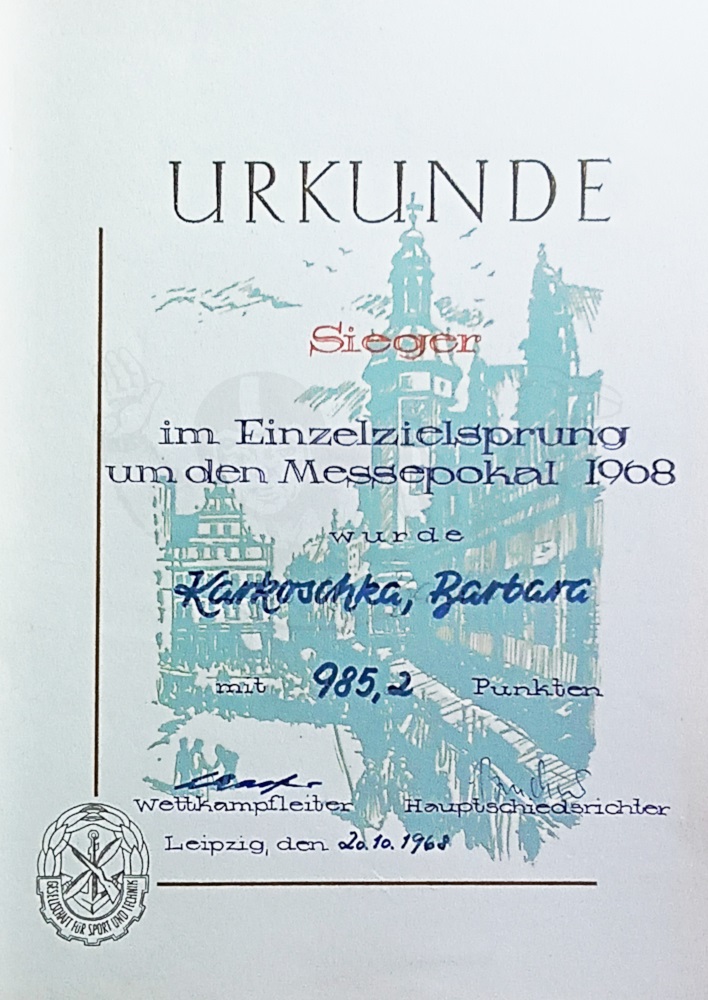 URKUNDE
Sieger
im Einzelzielsprung
um den Messepokal 1968
wurde
Karkoschka, Barbara
mit 985,2 Punkten
Wettkampfleiter Hauptschiedsrichter
Leipzig, den 20.10.1968
GESELLSCHAFT FÜR SPORT UND TECHNIK